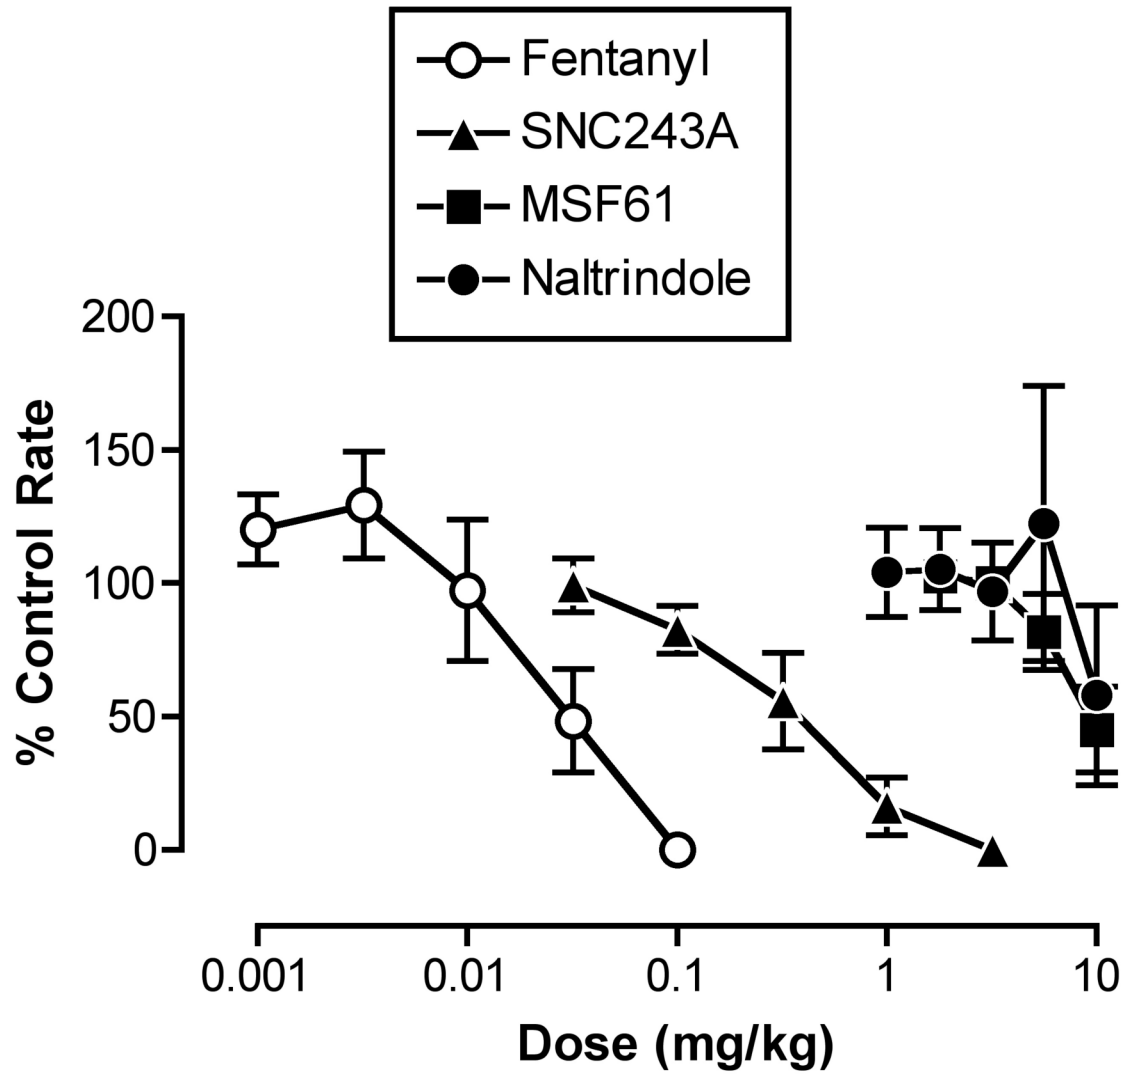 Fentanyl
SNC243A
MSF61
Naltrindole
200
150
100
50
0
% Control Rate
0.001
0.01
0.1
1
10
Dose (mg/kg)